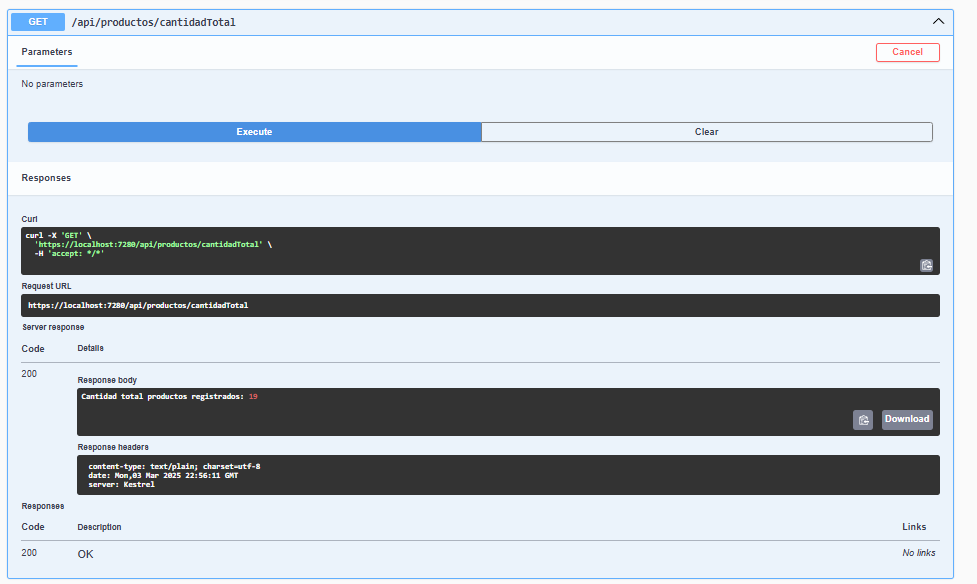 GET /api/productos/cantidadTotal
Parameters
Cancel
No parameters
Execute
Clear
Responses
Curl
curl -X 'GET' \
'https://localhost:7280/api/productos/cantidadTotal' \
-H 'accept: */*'
Request URL
https://localhost:7280/api/productos/cantidadTotal
Server response
Code Details
200
Response body
Cantidad total productos registrados: 19
Download
Response headers
content-type: text/plain; charset=utf-8
date: Mon,03 Mar 2025 22:56:11 GMT
server: Kestrel
Responses
Code Description Links
200 OK No links